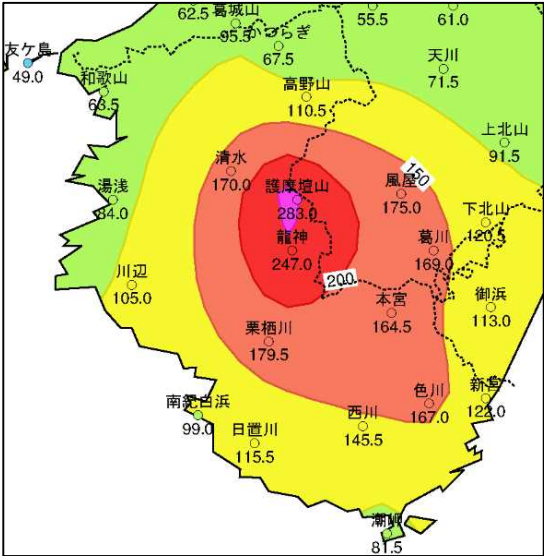 62.5
葛城山
95.5
55.5
61.0
かつらぎ
67.5
友ケ島
49.0
天川
71.5
和歌山
63.5
高野山
110.5
上北山
91.5
清水
170.0
150
湯浅
84.0
護摩壇山
283.0
風屋
175.0
下北山
120.5
龍神
247.0
葛川
169.0
200
川辺
105.0
本宮
164.5
御浜
113.0
栗栖川
179.5
南紀白浜
99.0
色川
167.0
新宮
122.0
西川
145.5
日置川
115.5
潮岬
81.5